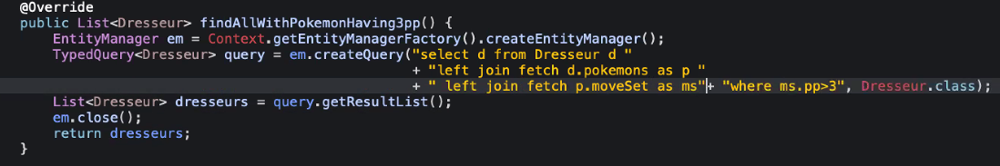 @Override
public List<Dresseur> findAllWithPokemonHaving3pp() {
    EntityManager em = Context.getEntityManagerFactory().createEntityManager();
    TypedQuery<Dresseur> query = em.createQuery("select d from Dresseur d "
                                                + "left join fetch d.pokemons as p "
                                                + " left join fetch p.moveSet as ms"+ "where ms.pp>3", Dresseur.class);
    List<Dresseur> dresseurs = query.getResultList();
    em.close();
    return dresseurs;
}